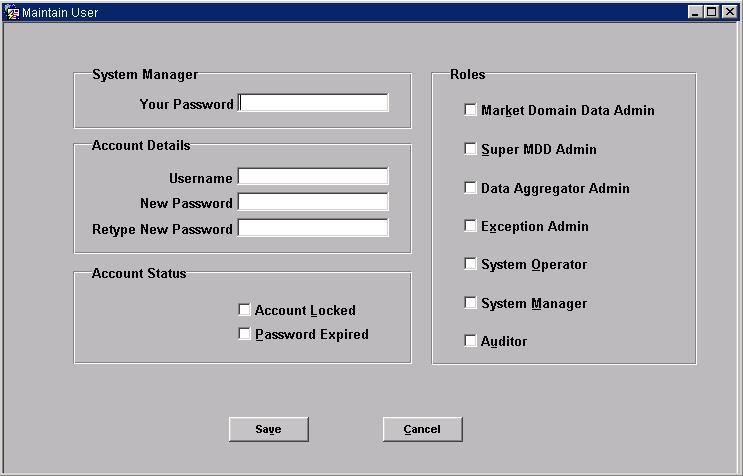 Maintain User
System Manager
Your Password
Account Details
Username
New Password
Retype New Password
Account Status
Account Locked
Password Expired
Roles
Market Domain Data Admin
Super MDD Admin
Data Aggregator Admin
Exception Admin
System Operator
System Manager
Auditor
Save
Cancel